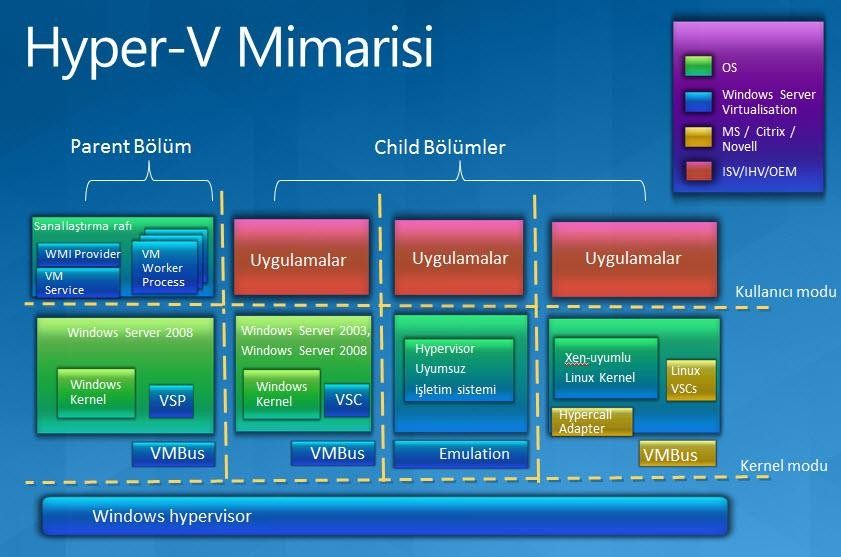 Hyper-V Mimarisi
OS
Windows Server
Virtualisation
MS / Citrix /
Novell
ISV/IHV/OEM
Parent Bölüm
Child Bölümler
Sanallaştırma rafı
WMI Provider
VM
Service
VM
Worker
Process
Uygulamalar
Uygulamalar
Uygulamalar
Kullanıcı modu
Windows Server 2008
Windows
Kernel
VSP
VMBus
Windows Server 2003,
Windows Server 2008
Windows
Kernel
VSC
VMBus
Hypervisor
Uyumsuz
işletim sistemi
Emulation
Xen-uyumlu
Linux Kernel
Linux
VSCs
Hypercall
Adapter
VMBus
Kernel modu
Windows hypervisor